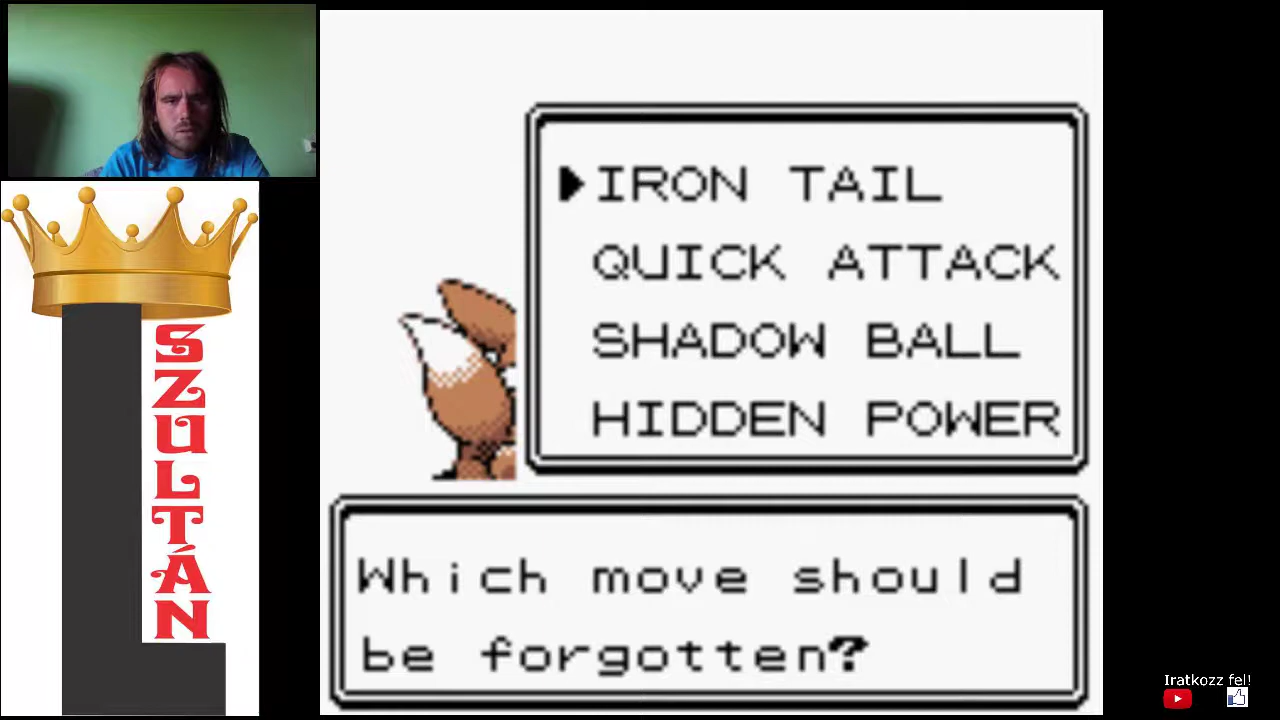 IRON TAIL
QUICK ATTACK
SHADOW BALL
HIDDEN POWER
Which move should
be forgotten?
L SZULTÁN
Iratkozz fel!